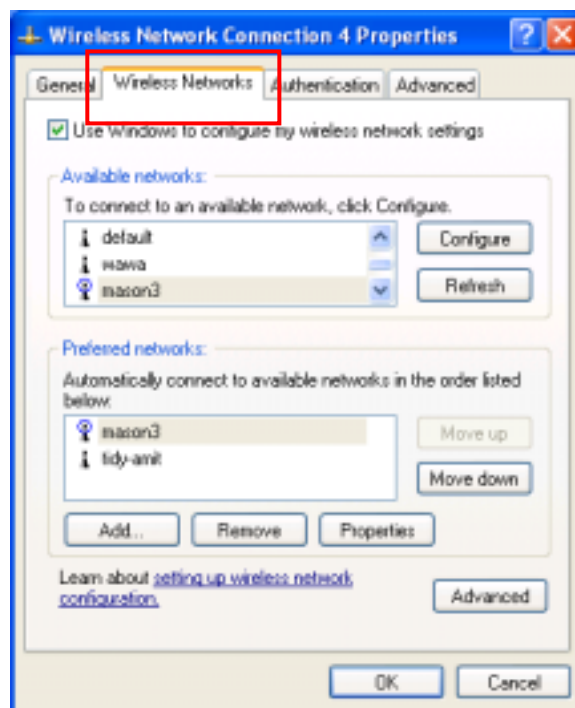 Wireless Network Connection 4 Properties
General Wireless Networks Authentication Advanced
Use Windows to configure my wireless network settings
Available networks:
To connect to an available network, click Configure.
default
wawa
mason3
Configure
Refresh
Preferred networks:
Automatically connect to available networks in the order listed
below:
mason3
tidy-amit
Move up
Move down
Add... Remove Properties
Learn about setting up wireless network
configuration.
Advanced
OK Cancel